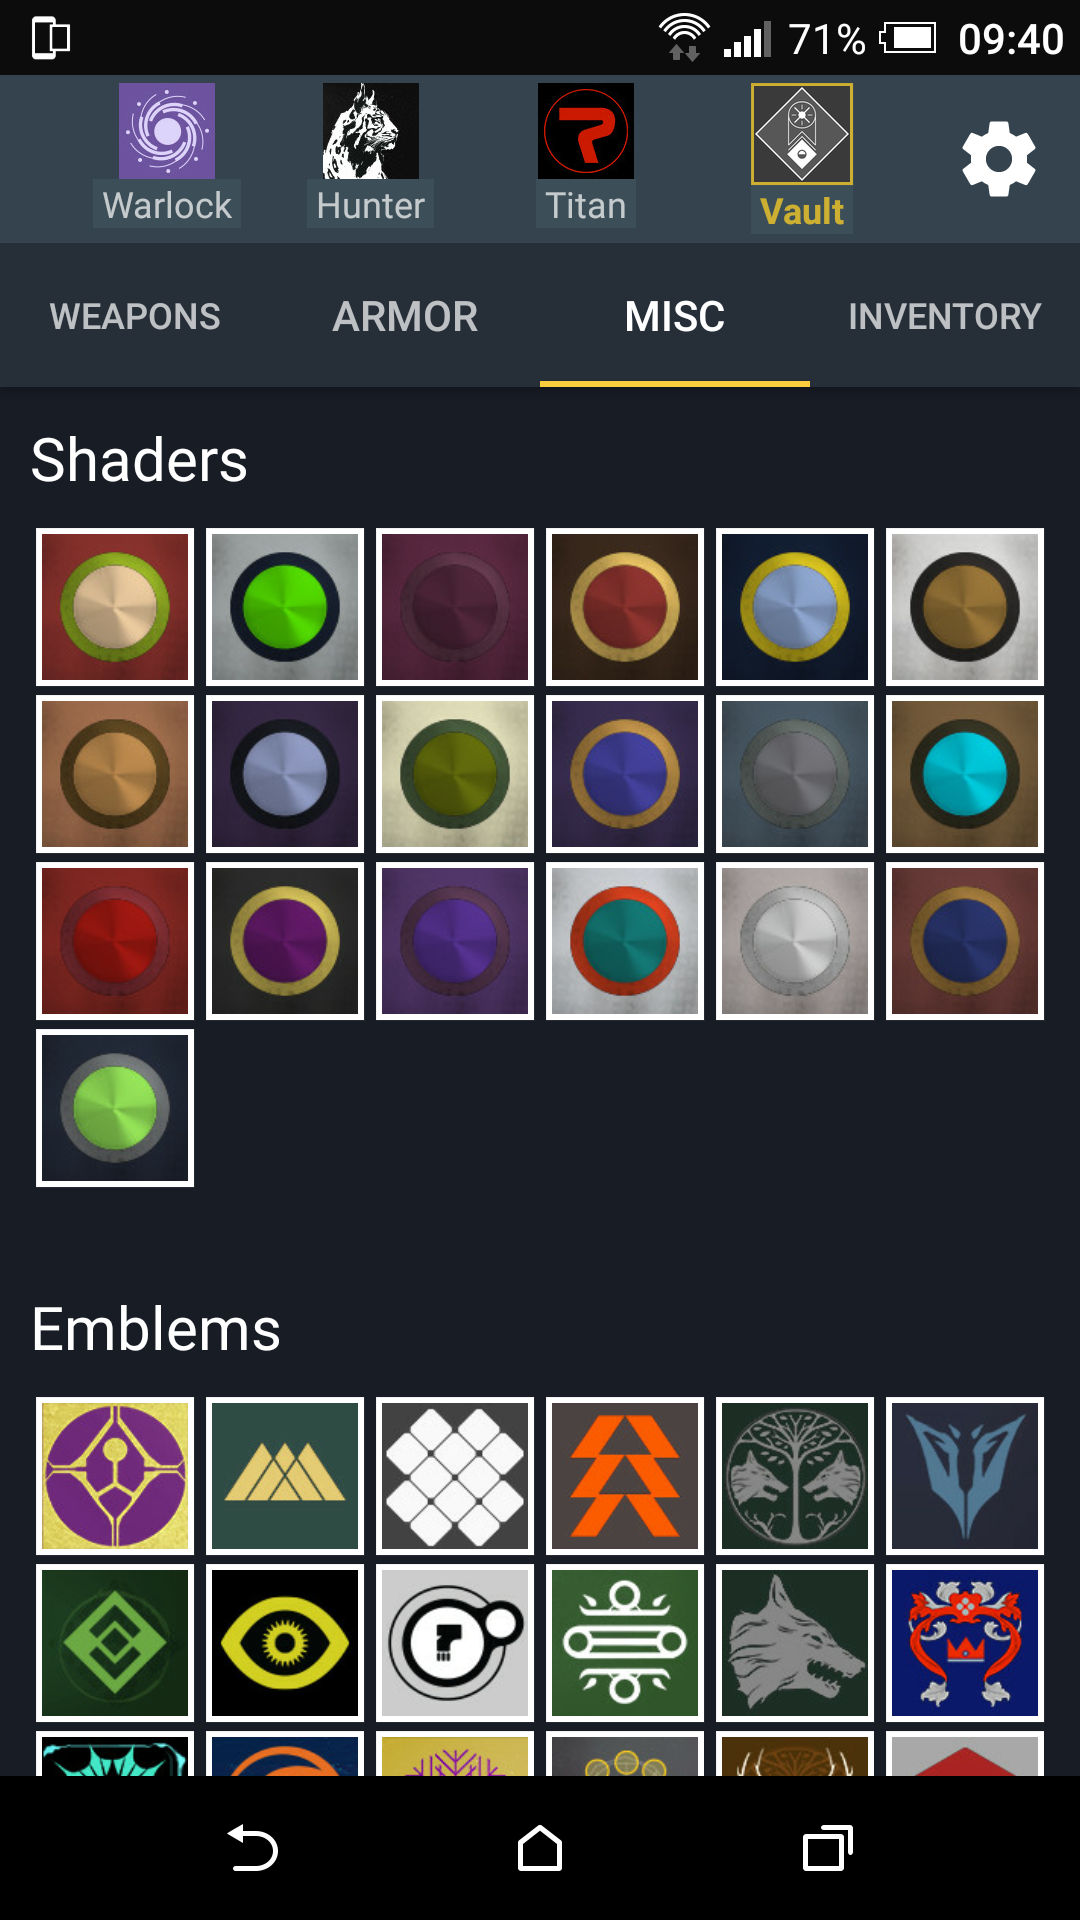 71% 09:40
Warlock Hunter Titan Vault
WEAPONS ARMOR MISC INVENTORY
Shaders
Emblems